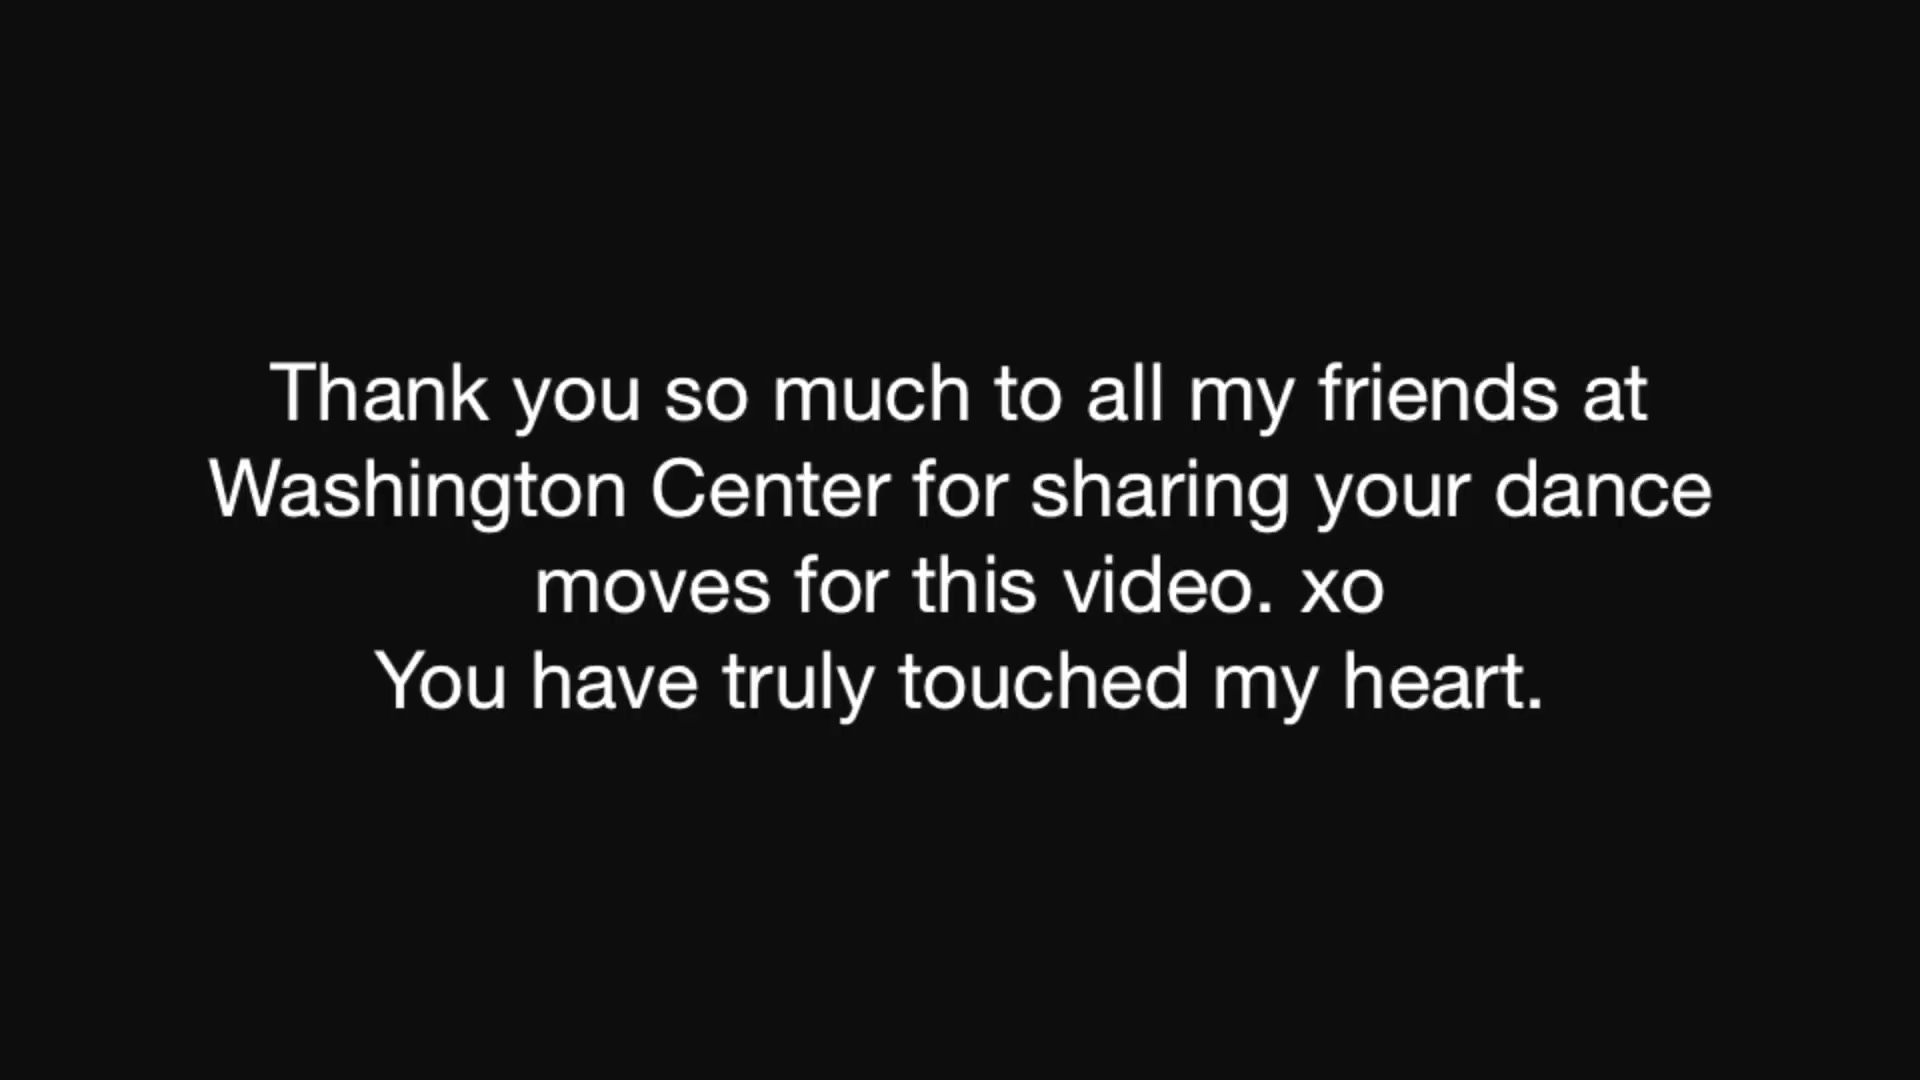 Thank you so much to all my friends at
Washington Center for sharing your dance
moves for this video. xo
You have truly touched my heart.